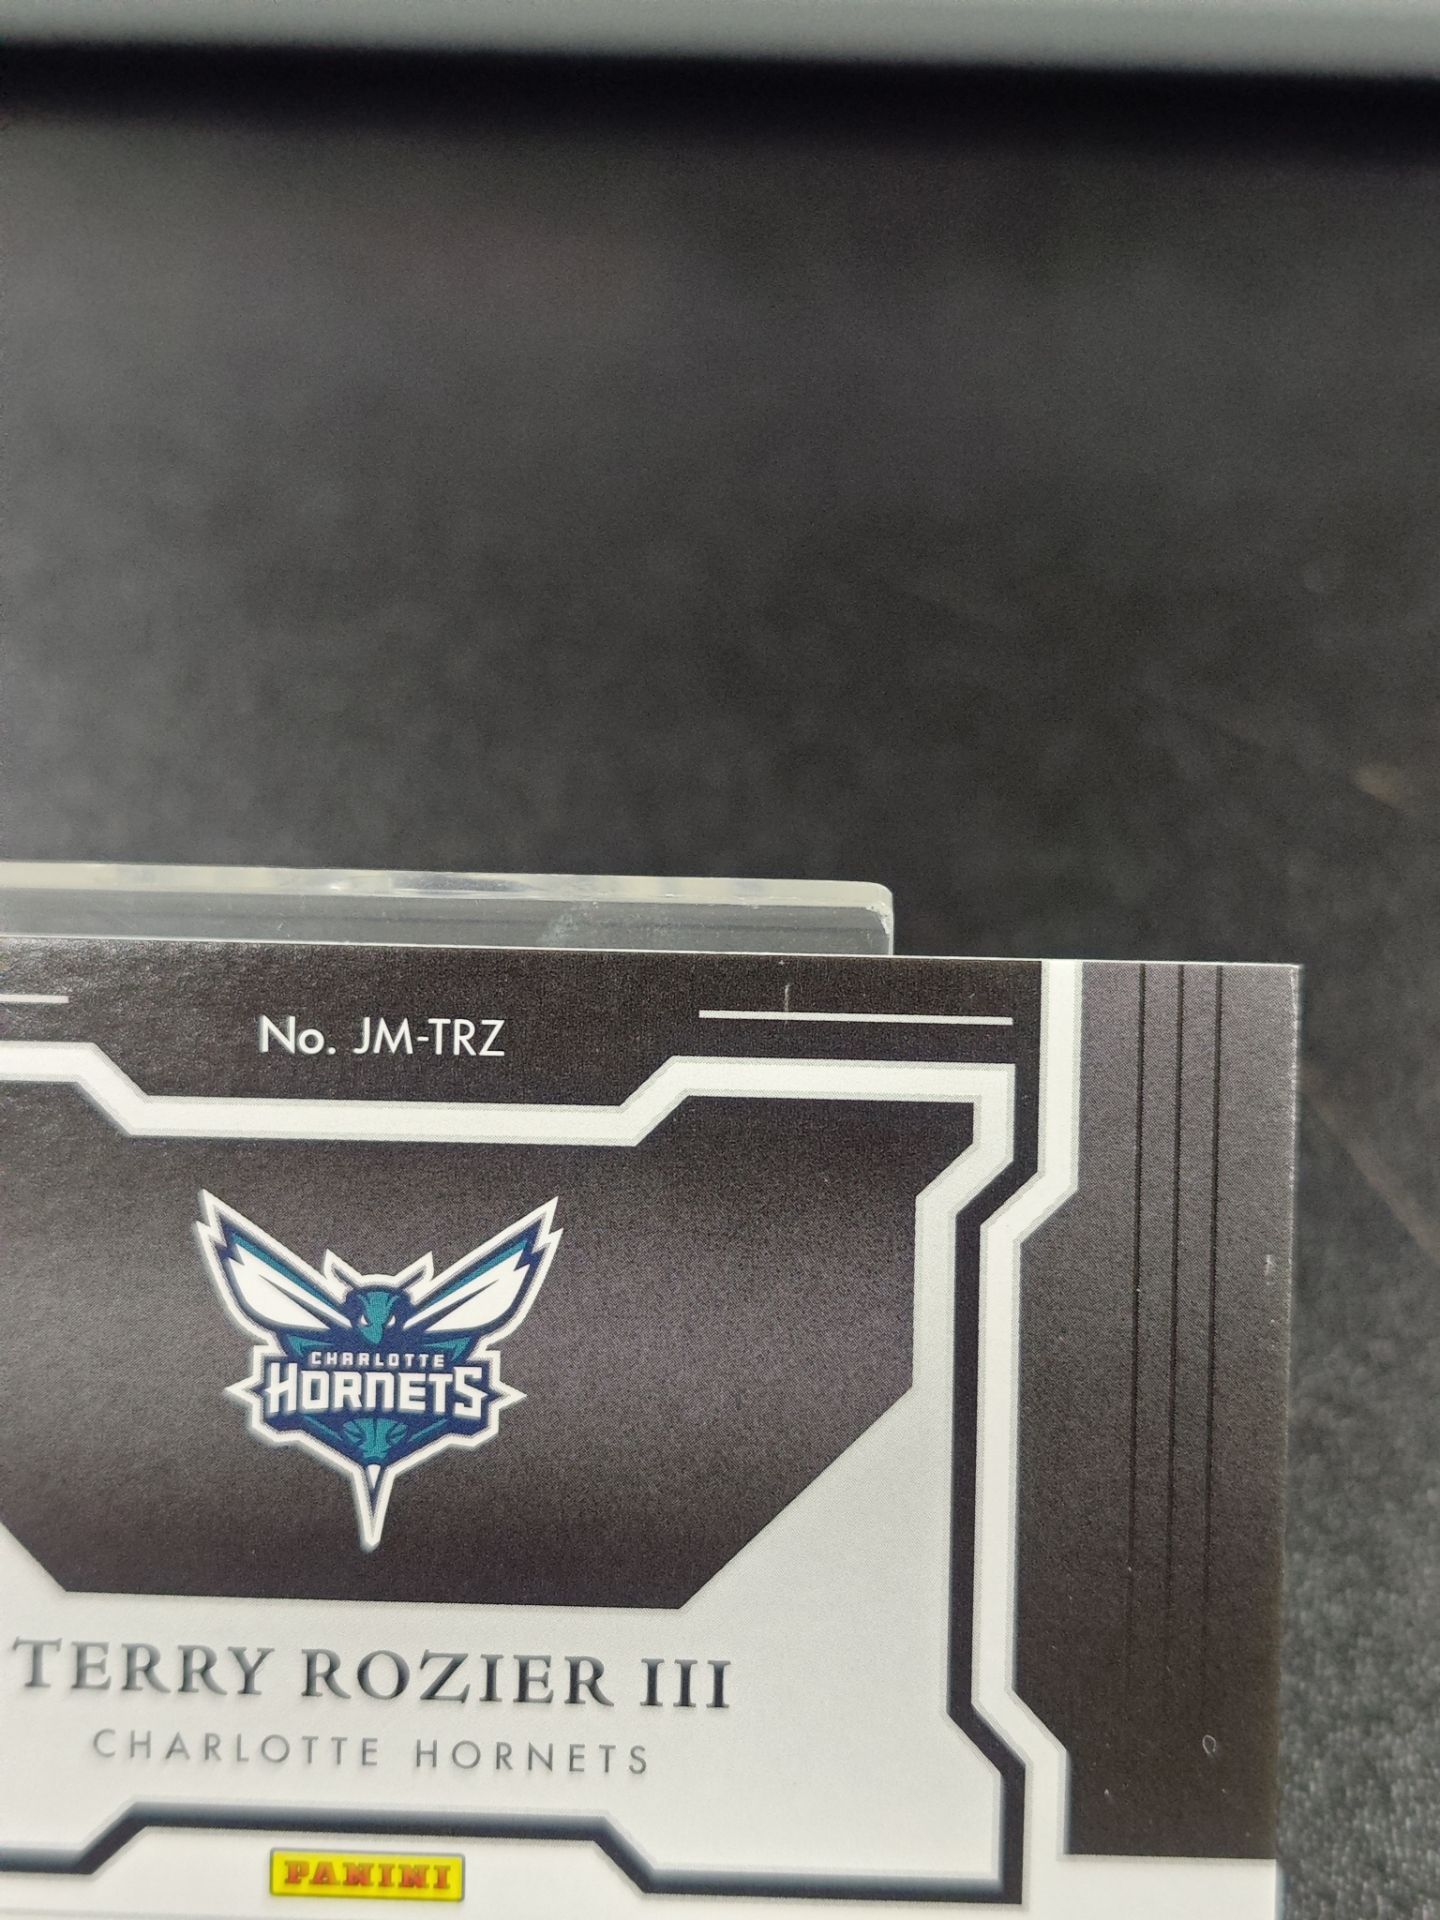 No. JM-TRZ
CHARLOTTE
HORNETS
TERRY ROZIER III
CHARLOTTE HORNETS
PANINI